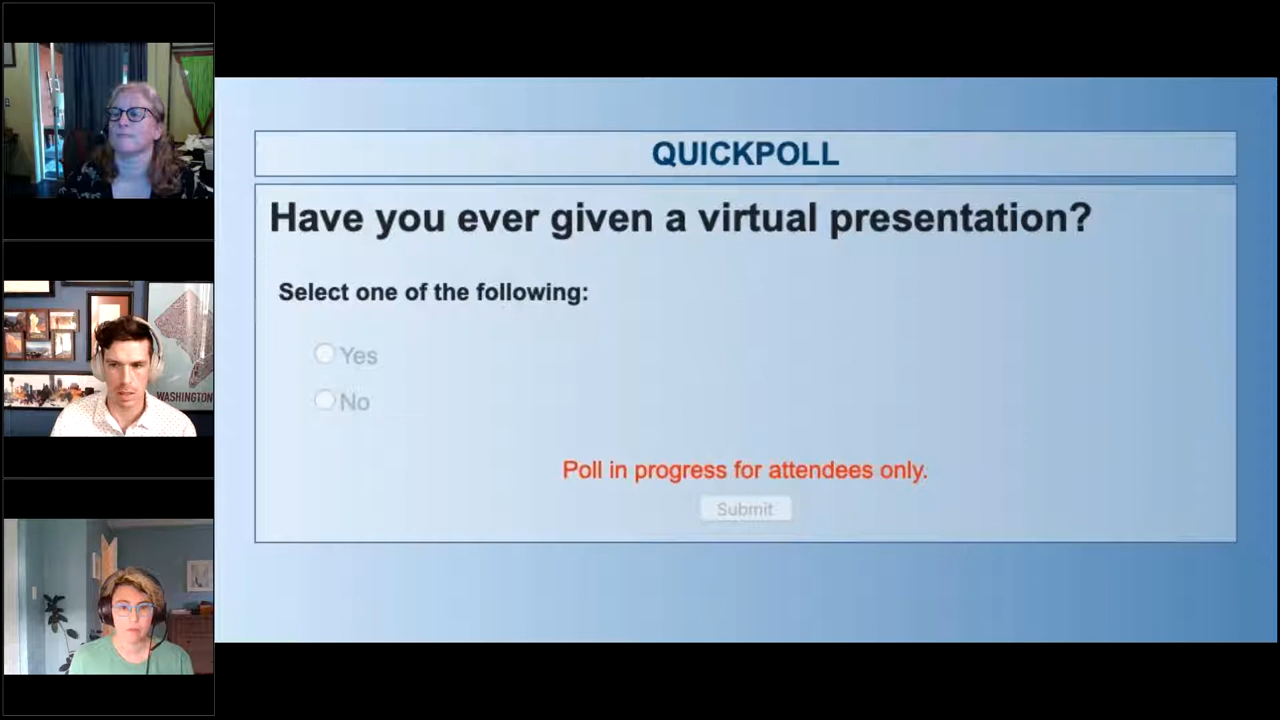 WASHINGTON
QUICKPOLL
Have you ever given a virtual presentation?
Select one of the following:
Yes
No
Poll in progress for attendees only.
Submit